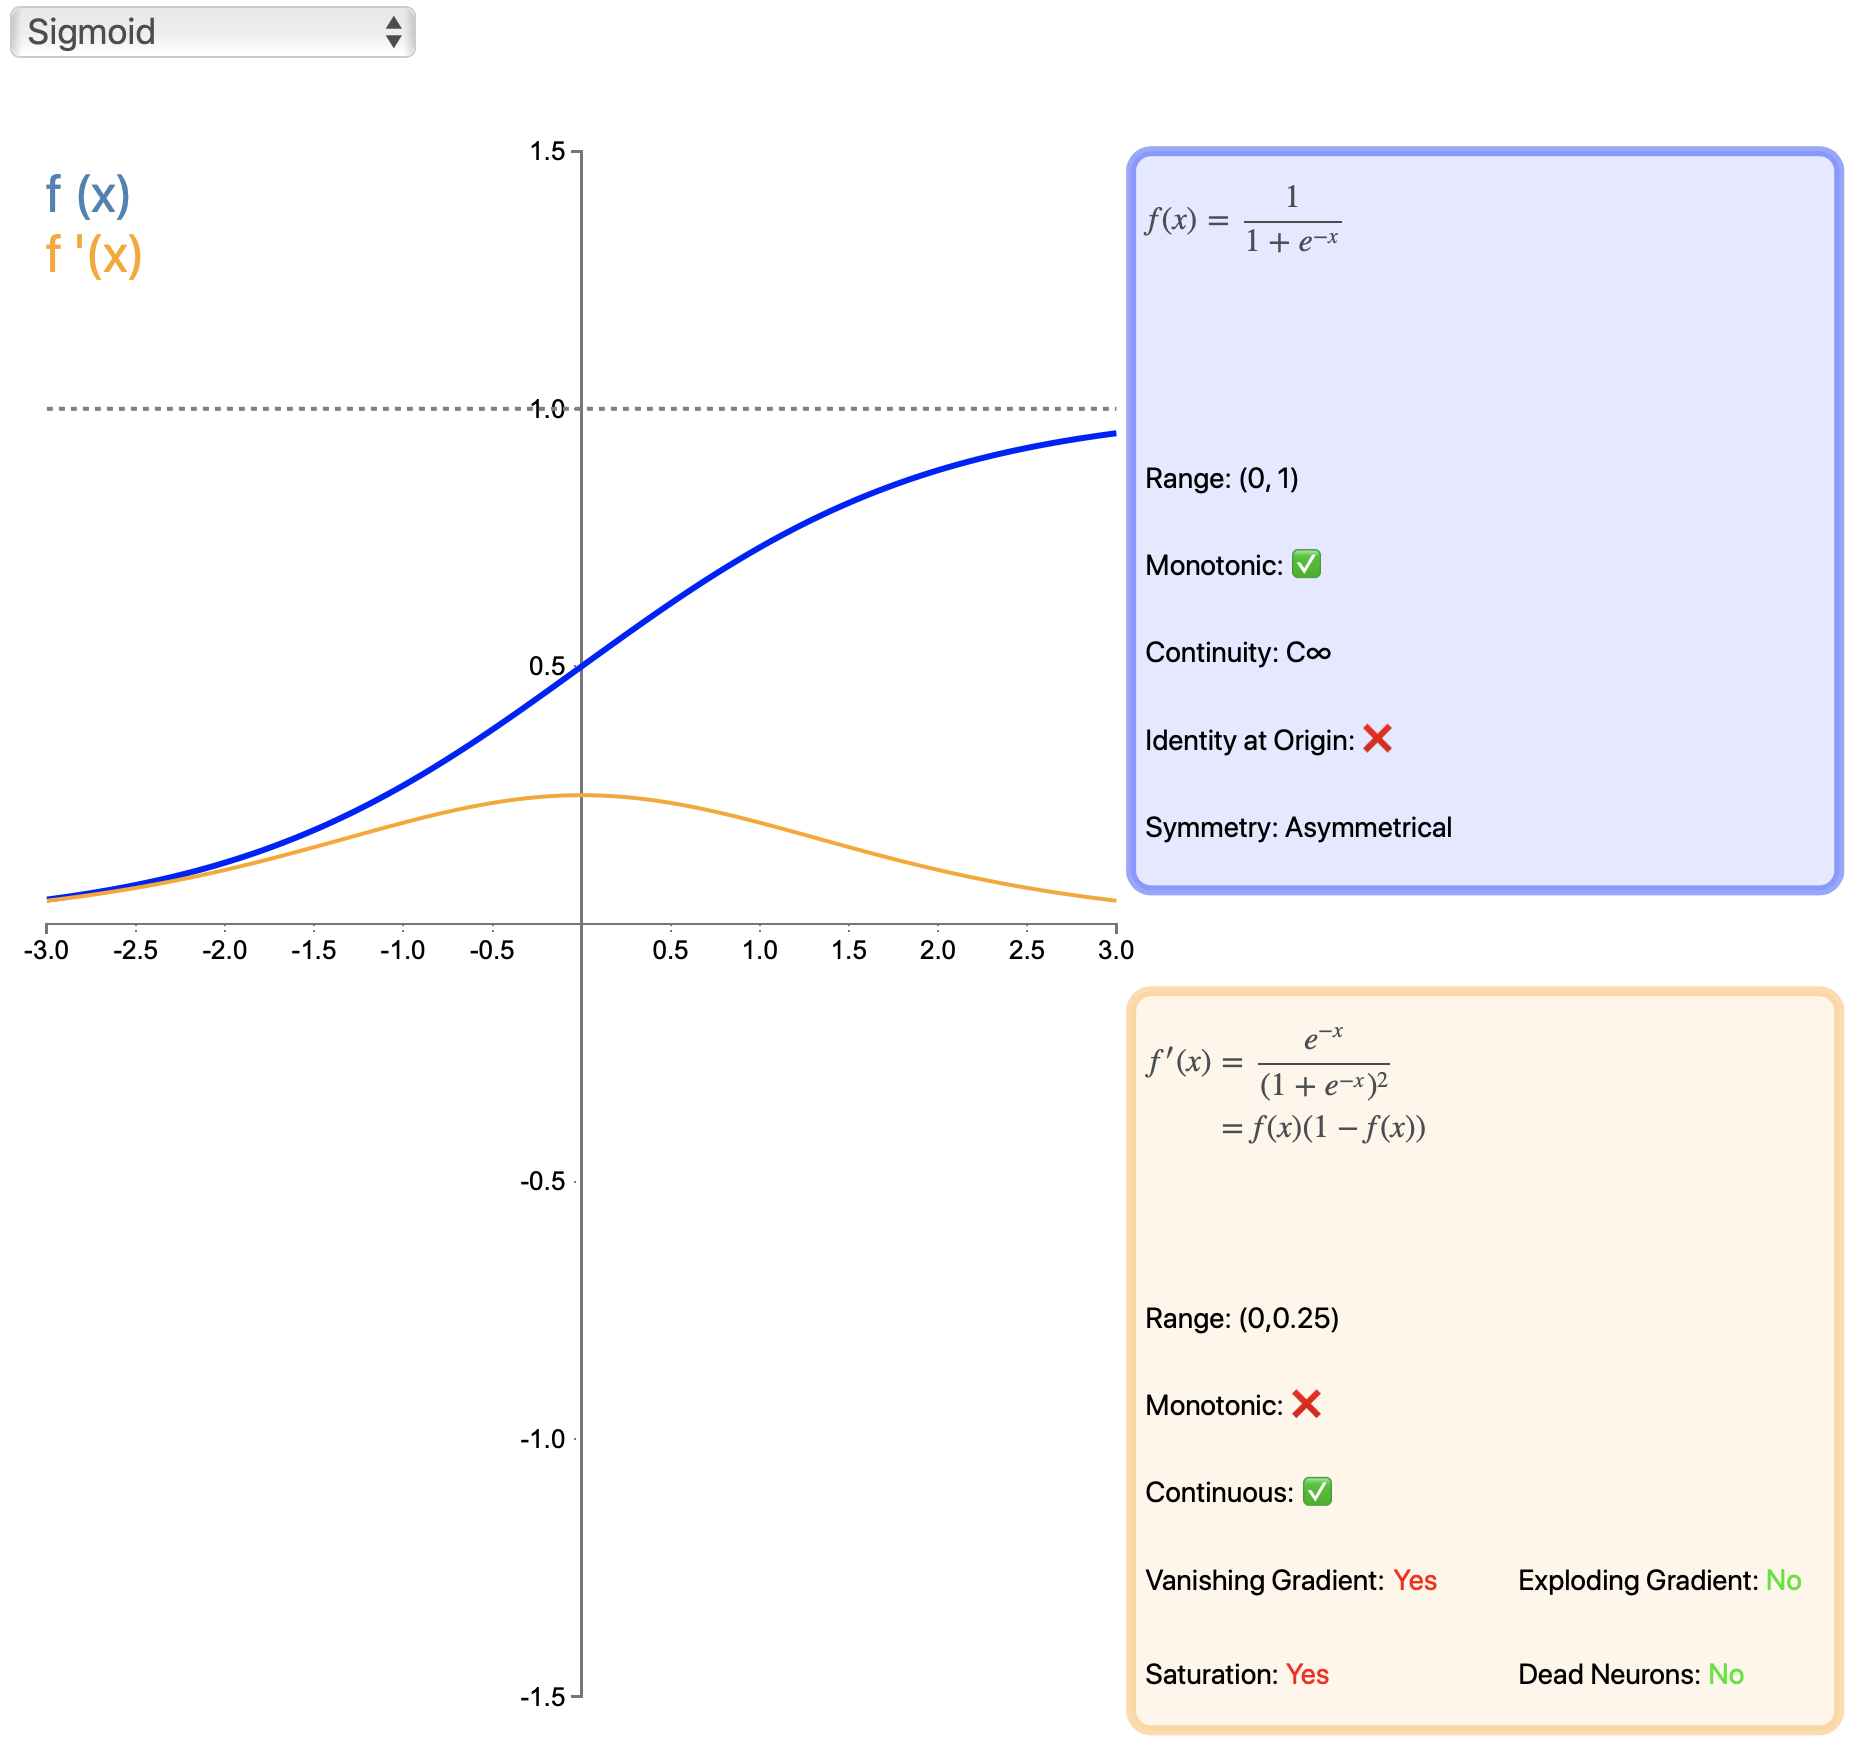 Sigmoid
f (x)
f '(x)
1.5
1.0
0.5
-3.0 -2.5 -2.0 -1.5 -1.0 -0.5 0.5 1.0 1.5 2.0 2.5 3.0
-0.5
-1.0
-1.5
f(x) = 1 / (1 + e^{-x})
Range: (0, 1)
Monotonic: ✅
Continuity: C∞
Identity at Origin: ❌
Symmetry: Asymmetrical
f′(x) = e^{-x} / (1 + e^{-x})^2
= f(x)(1 − f(x))
Range: (0,0.25)
Monotonic: ❌
Continuous: ✅
Vanishing Gradient: Yes Exploding Gradient: No
Saturation: Yes Dead Neurons: No